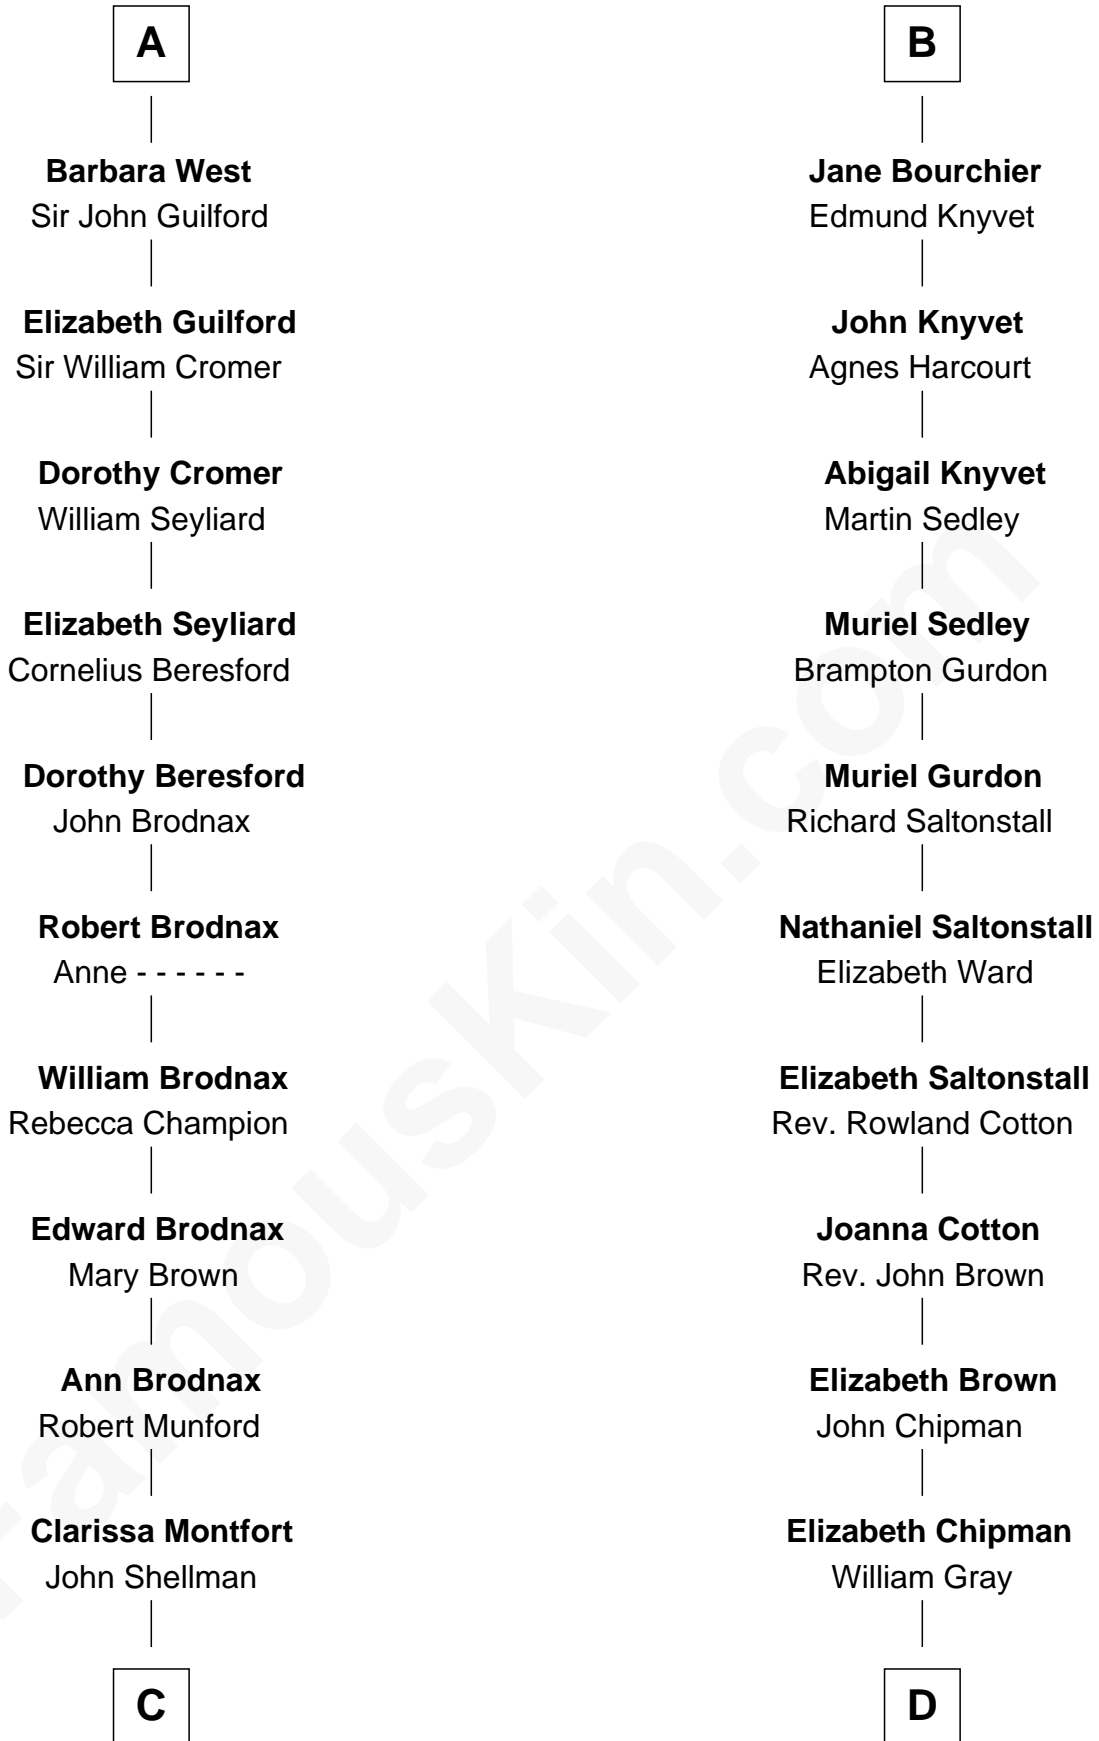 A
Barbara West
Sir John Guilford
Elizabeth Guilford
Sir William Cromer
Dorothy Cromer
William Seyliard
Elizabeth Seyliard
Cornelius Beresford
Dorothy Beresford
John Brodnax
Robert Brodnax
Anne - - - - - -
William Brodnax
Rebecca Champion
Edward Brodnax
Mary Brown
Ann Brodnax
Robert Munford
Clarissa Montfort
John Shellman
C
B
Jane Bourchier
Edmund Knyvet
John Knyvet
Agnes Harcourt
Abigail Knyvet
Martin Sedley
Muriel Sedley
Brampton Gurdon
Muriel Gurdon
Richard Saltonstall
Nathaniel Saltonstall
Elizabeth Ward
Elizabeth Saltonstall
Rev. Rowland Cotton
Joanna Cotton
Rev. John Brown
Elizabeth Brown
John Chipman
Elizabeth Chipman
William Gray
D
FamousKin.com